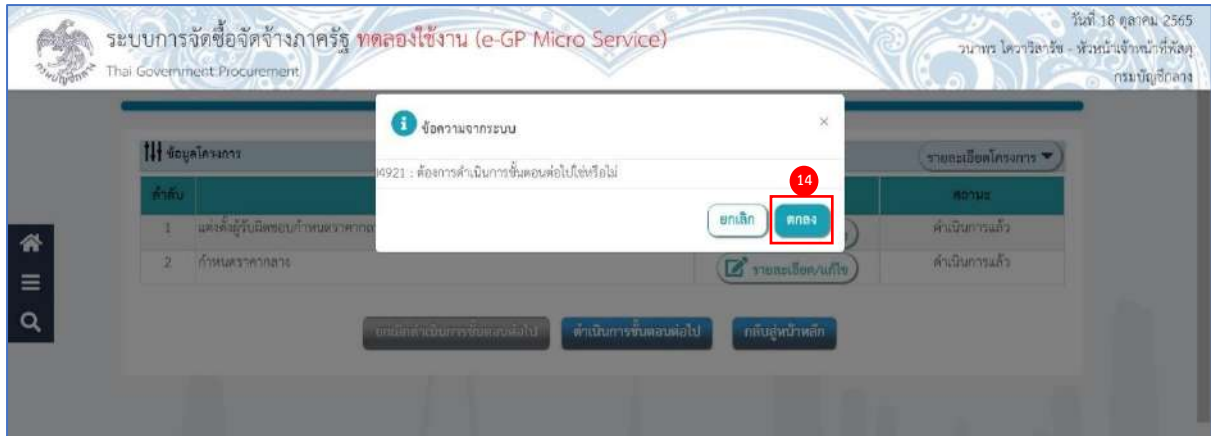 วันที่ 18 ตุลาคม 2565
ระบบการจัดซื้อจัดจ้างภาครัฐ ทดลองใช้งาน (e-GP Micro Service)
วนาพร โควาวิสารัช - หัวหน้าเจ้าหน้าที่พัสดุ
Thai Government Procurement
กรมบัญชีกลาง
กรมบัญชีกลาง
ข้อความจากระบบ
×
ข้อมูลโครงการ
รายละเอียดโครงการ
4921 : ต้องการดำเนินการขั้นตอนต่อไปใช่หรือไม่
14
ลำดับ
สถานะ
ยกเลิก
ตกลง
1
แต่งตั้งผู้รับผิดชอบกำหนดราคากลา
ดำเนินการแล้ว
2
กำหนดราคากลาง
รายละเอียด/แก้ไข
ดำเนินการแล้ว
ยกเลิกดำเนินการขั้นตอนต่อไป
ดำเนินการขั้นตอนต่อไป
กลับสู่หน้าหลัก